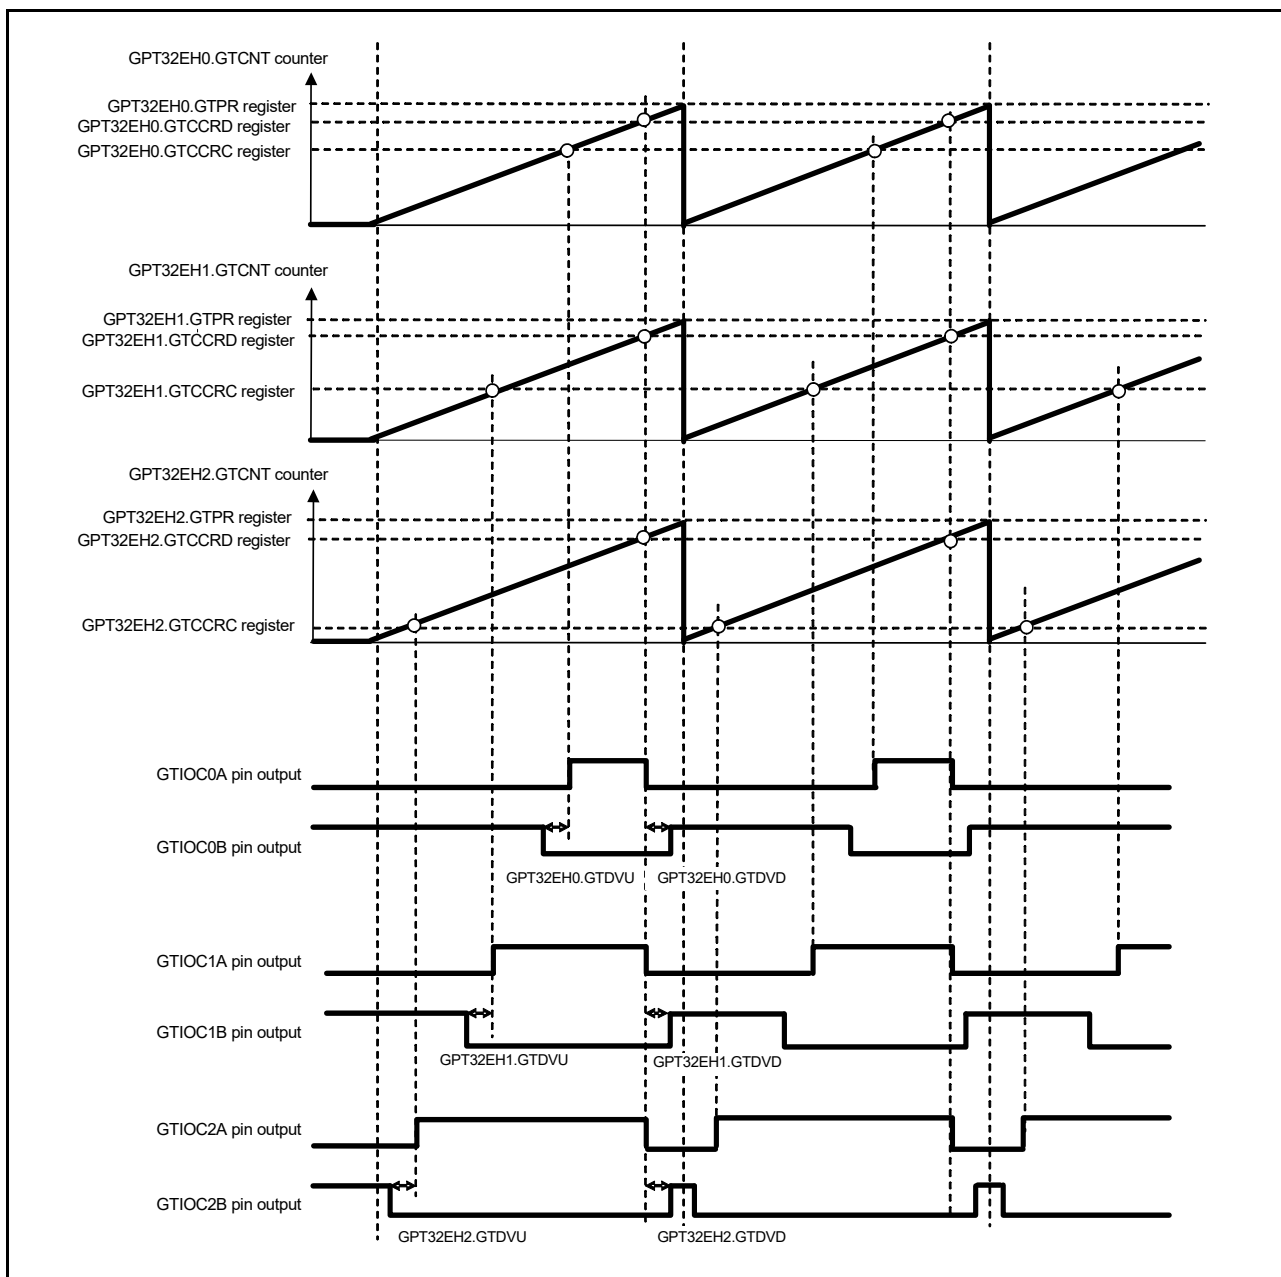 GPT32EH0.GTCNT counter
GPT32EH0.GTPR register
GPT32EH0.GTCCRD register
GPT32EH0.GTCCRC register
GPT32EH1.GTCNT counter
GPT32EH1.GTPR register
GPT32EH1.GTCCRD register
GPT32EH1.GTCCRC register
GPT32EH2.GTCNT counter
GPT32EH2.GTPR register
GPT32EH2.GTCCRD register
GPT32EH2.GTCCRC register
GTIOC0A pin output
GTIOC0B pin output
GPT32EH0.GTDVU GPT32EH0.GTDVD
GTIOC1A pin output
GTIOC1B pin output
GPT32EH1.GTDVU GPT32EH1.GTDVD
GTIOC2A pin output
GTIOC2B pin output
GPT32EH2.GTDVU GPT32EH2.GTDVD